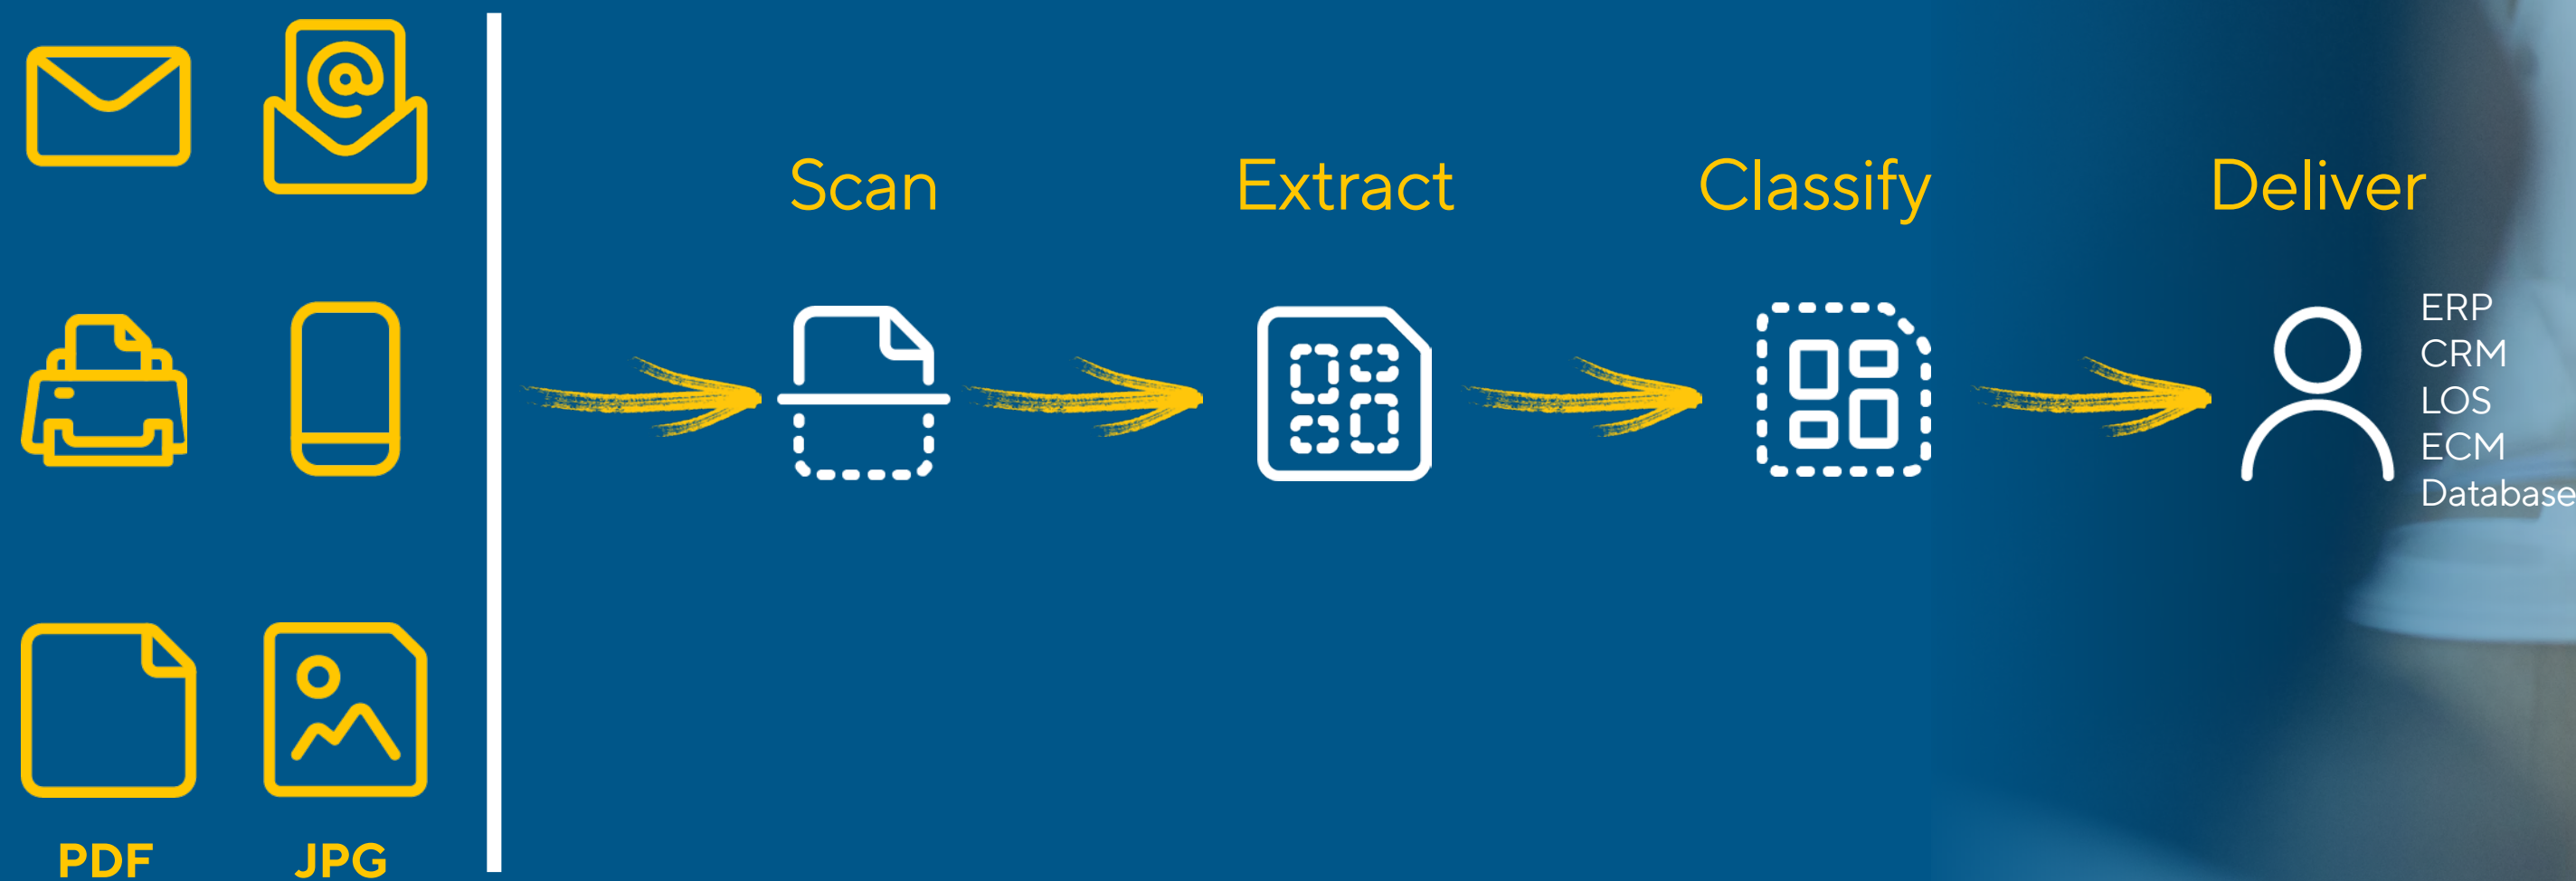 Scan
Extract
Classify
Deliver
ERP
CRM
LOS
ECM
Database
PDF
JPG